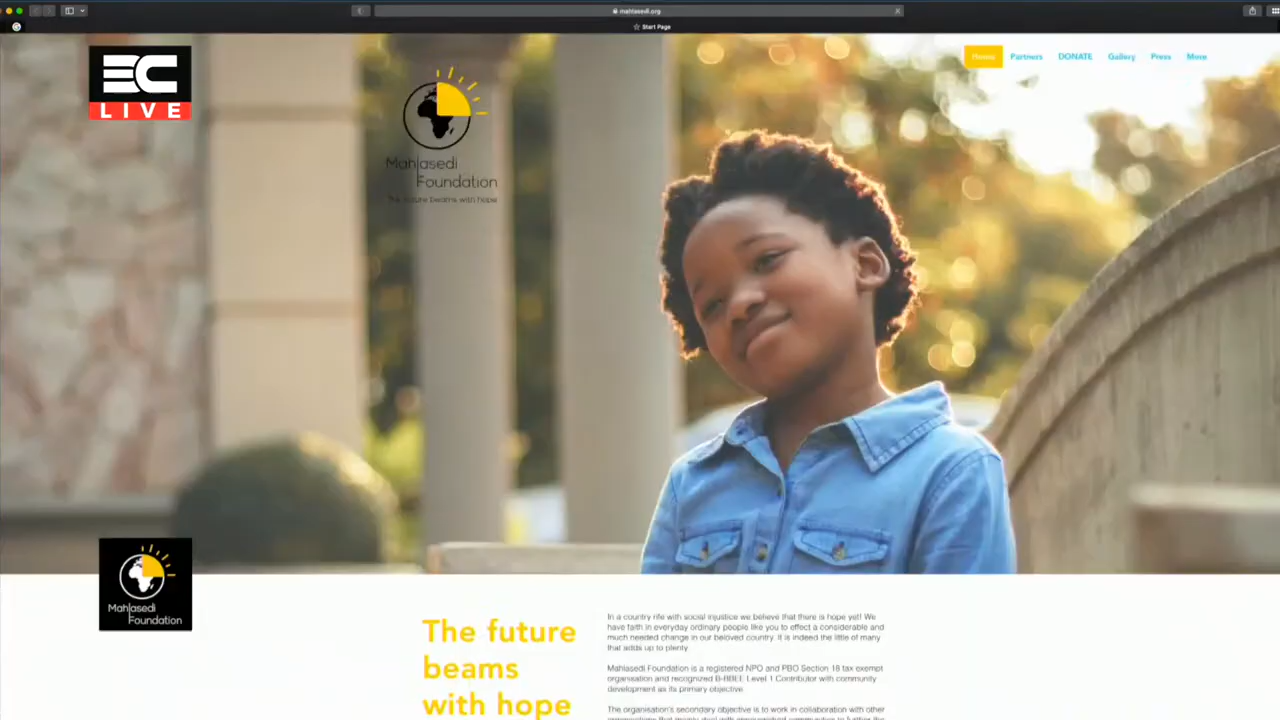 mahlasedi.org
Start Page
EC
LIVE
Home Partners DONATE Gallery Press More
Mahlasedi
Foundation
The future beams with hope
Mahlasedi
Foundation
The future
beams
with hope
In a country rife with social injustice we believe that there is hope yet! We
have faith in everyday ordinary people like you to effect a considerable and
much needed change in our beloved country. It is indeed the little of many
that adds up to plenty
Mahlasedi Foundation is a registered NPO and PBO Section 18 tax exempt
organisation and recognized B-BBEE Level 1 Contributor with community
development as its primary objective
The organisation's secondary objective is to work in collaboration with other